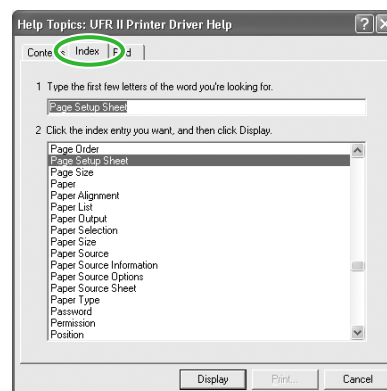 Help Topics: UFR II Printer Driver Help
Index
1 Type the first few letters of the word you're looking for.
Page Setup Sheet
2 Click the index entry you want, and then click Display.
Page Order
Page Setup Sheet
Page Size
Paper
Paper Alignment
Paper List
Paper Output
Paper Selection
Paper Size
Paper Source
Paper Source Information
Paper Source Options
Paper Source Sheet
Paper Type
Password
Permission
Position
Display Print... Cancel